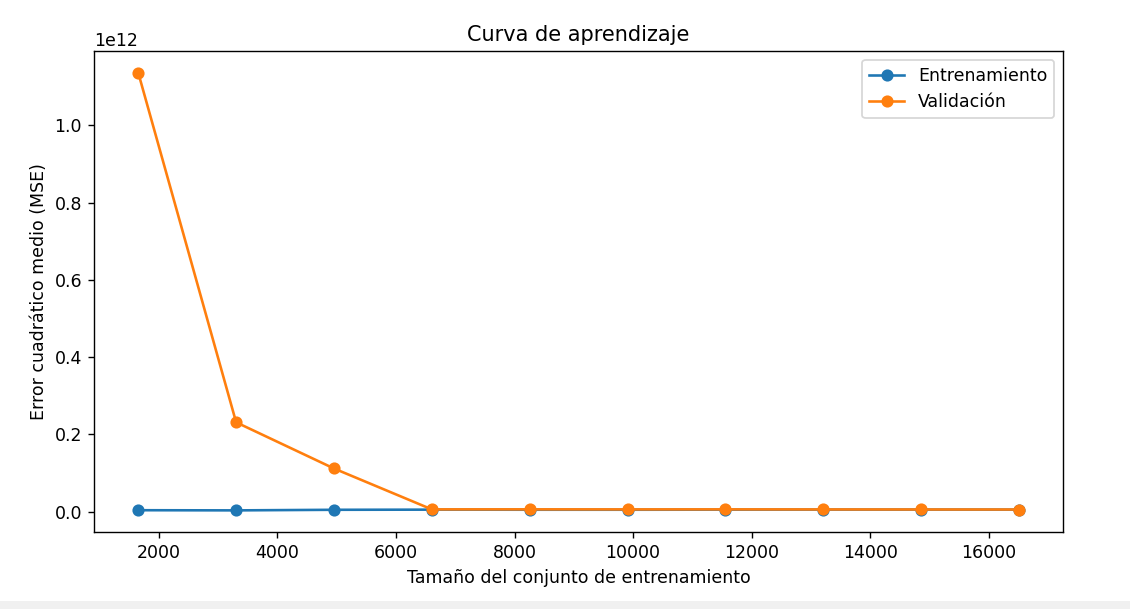 Curva de aprendizaje
1e12
Entrenamiento
Validación
1.0
0.8
0.6
0.4
0.2
0.0
Error cuadrático medio (MSE)
2000 4000 6000 8000 10000 12000 14000 16000
Tamaño del conjunto de entrenamiento